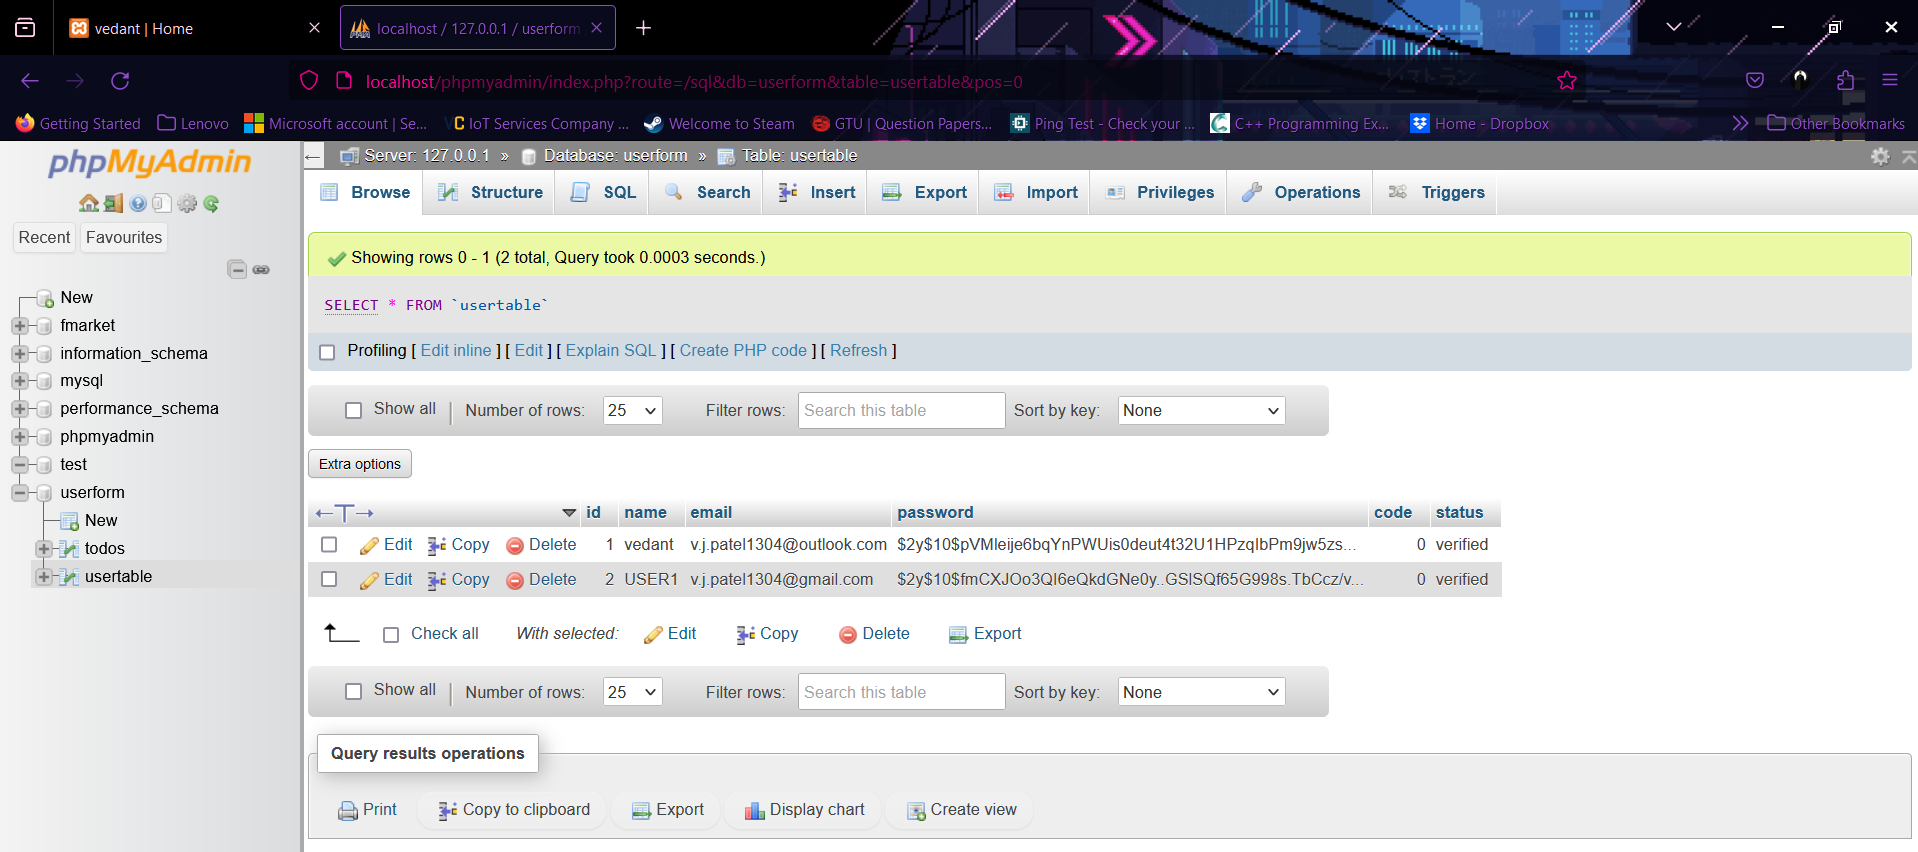 vedant | Home
localhost / 127.0.0.1 / userform
localhost/phpmyadmin/index.php?route=/sql&db=userform&table=usertable&pos=0
Getting Started Lenovo Microsoft account | Se... IoT Services Company ... Welcome to Steam GTU | Question Papers... Ping Test - Check your ... C++ Programming Ex... Home - Dropbox Other Bookmarks
phpMyAdmin
Recent Favourites
New
fmarket
information_schema
mysql
performance_schema
phpmyadmin
test
userform
New
todos
usertable
Server: 127.0.0.1 » Database: userform » Table: usertable
Browse Structure SQL Search Insert Export Import Privileges Operations Triggers
Showing rows 0 - 1 (2 total, Query took 0.0003 seconds.)
SELECT * FROM `usertable`
Profiling [ Edit inline ] [ Edit ] [ Explain SQL ] [ Create PHP code ] [ Refresh ]
Show all | Number of rows: 25 Filter rows: Search this table Sort by key: None
Extra options
id name email password code status
Edit Copy Delete 1 vedant v.j.patel1304@outlook.com $2y$10$pVMleije6bqYnPWUis0deut4t32U1HPzqIbPm9jw5zs... 0 verified
Edit Copy Delete 2 USER1 v.j.patel1304@gmail.com $2y$10$fmCXJOo3QI6eQkdGNe0y..GSlSQf65G998s.TbCcz/v... 0 verified
Check all With selected: Edit Copy Delete Export
Show all | Number of rows: 25 Filter rows: Search this table Sort by key: None
Query results operations
Print Copy to clipboard Export Display chart Create view